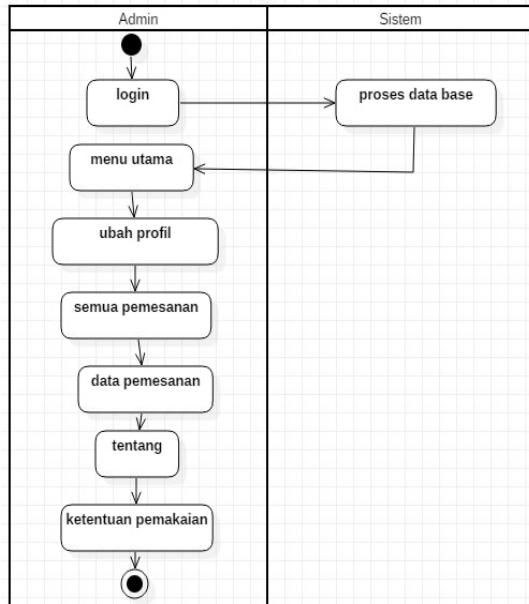 Admin
Sistem
login
proses data base
menu utama
ubah profil
semua pemesanan
data pemesanan
tentang
ketentuan pemakaian